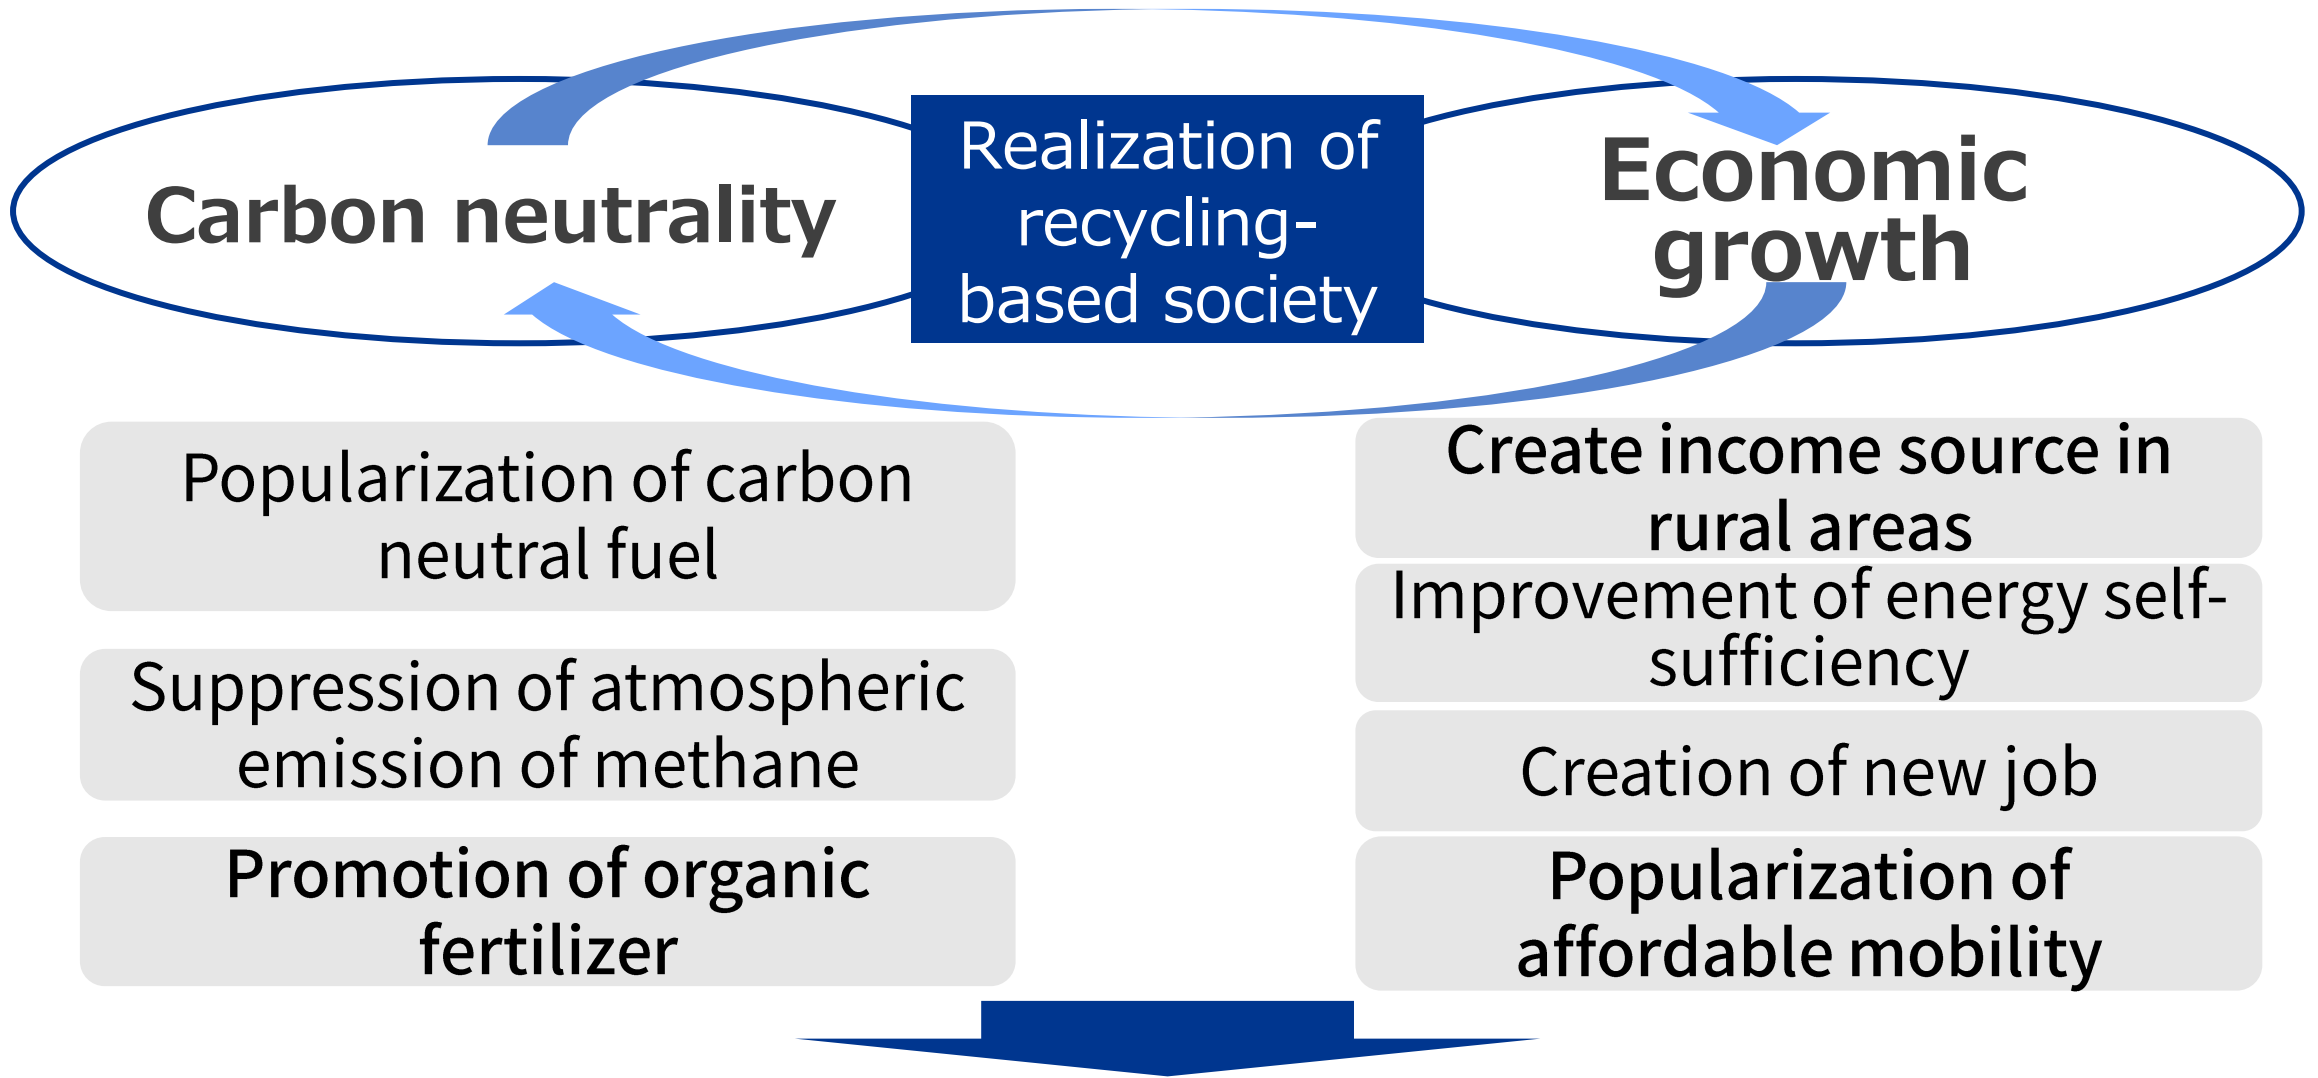 Carbon neutrality
Realization of
recycling-
based society
Economic
growth
Popularization of carbon
neutral fuel
Suppression of atmospheric
emission of methane
Promotion of organic
fertilizer
Create income source in
rural areas
Improvement of energy self-
sufficiency
Creation of new job
Popularization of
affordable mobility